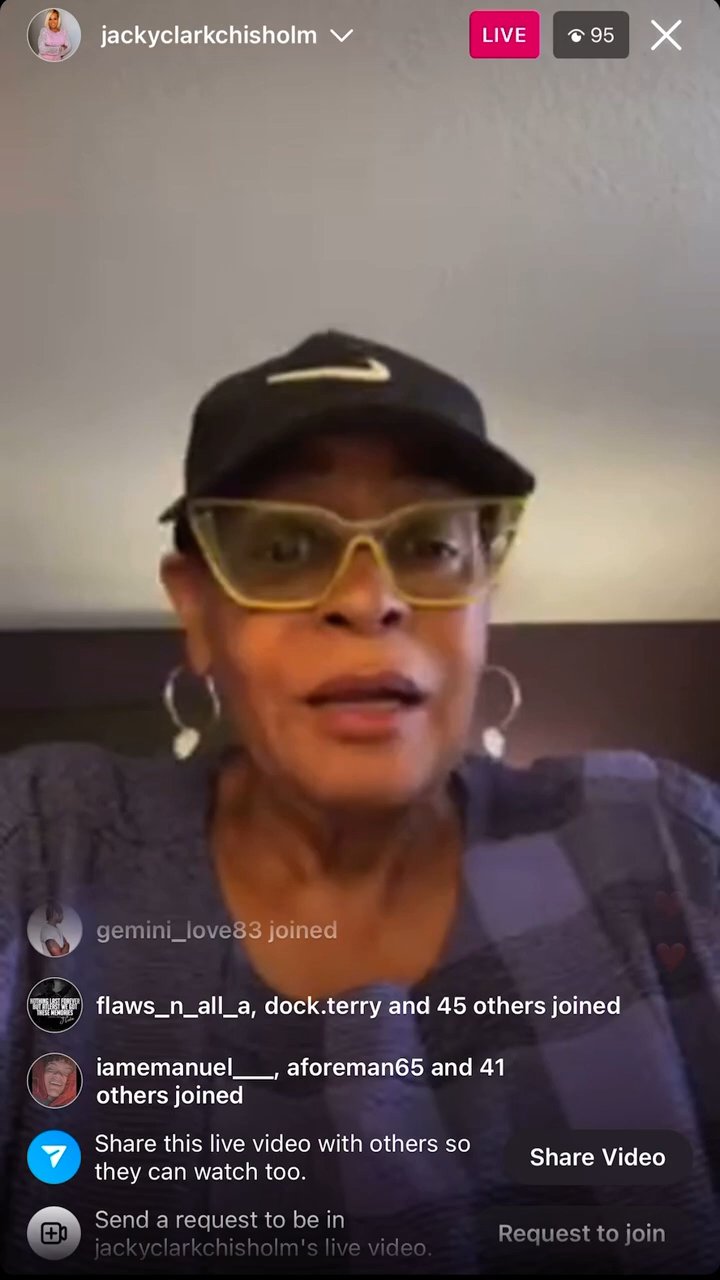 jackyclarkchisholm
LIVE
95
gemini_love83 joined
flaws_n_all_a, dock.terry and 45 others joined
iamemanuel___, aforeman65 and 41
others joined
Share this live video with others so
they can watch too.
Share Video
Send a request to be in
jackyclarkchisholm's live video.
Request to join